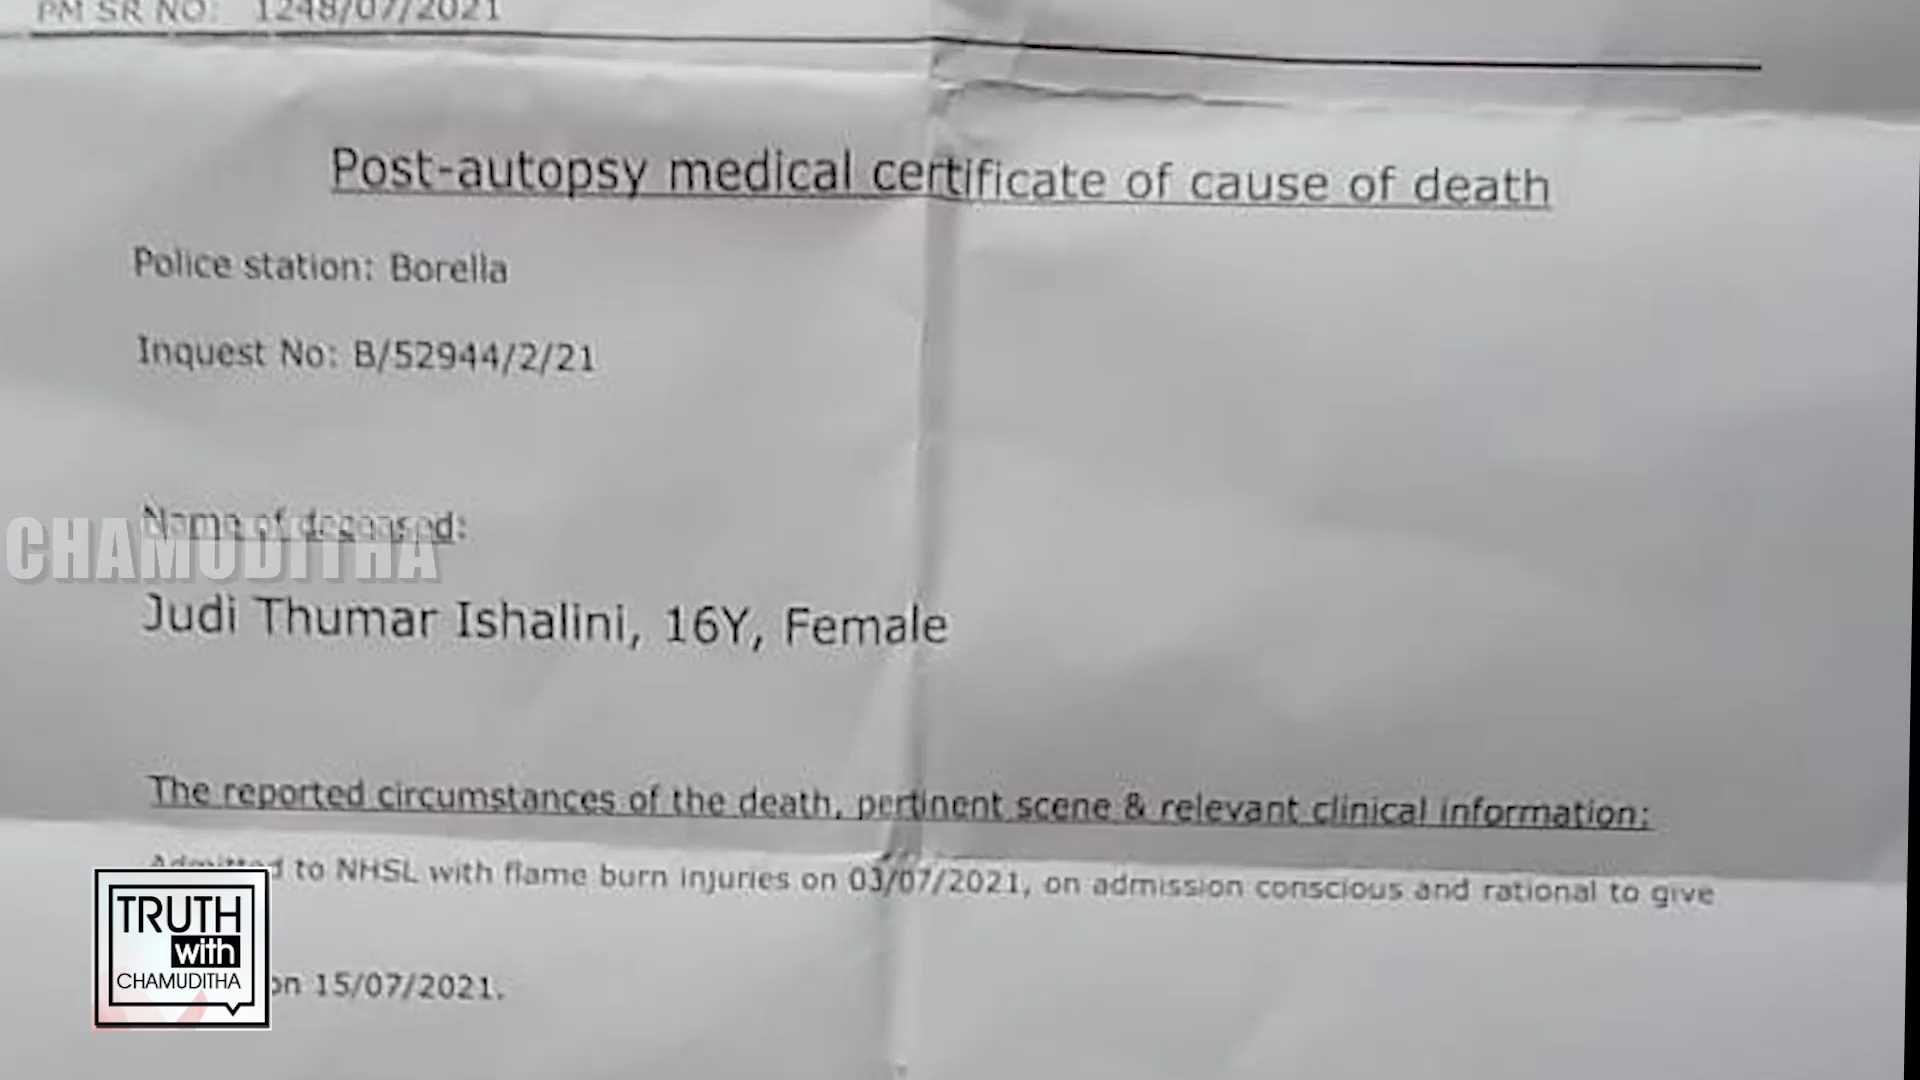 PM SR NO: 1248/07/2021
Post-autopsy medical certificate of cause of death
Police station: Borella
Inquest No: B/52944/2/21
Name of deceased:
CHAMUDITHA
Judi Thumar Ishalini, 16Y, Female
The reported circumstances of the death, pertinent scene & relevant clinical information:
Admitted to NHSL with flame burn injuries on 03/07/2021, on admission conscious and rational to give
on 15/07/2021.
TRUTH
with
CHAMUDITHA